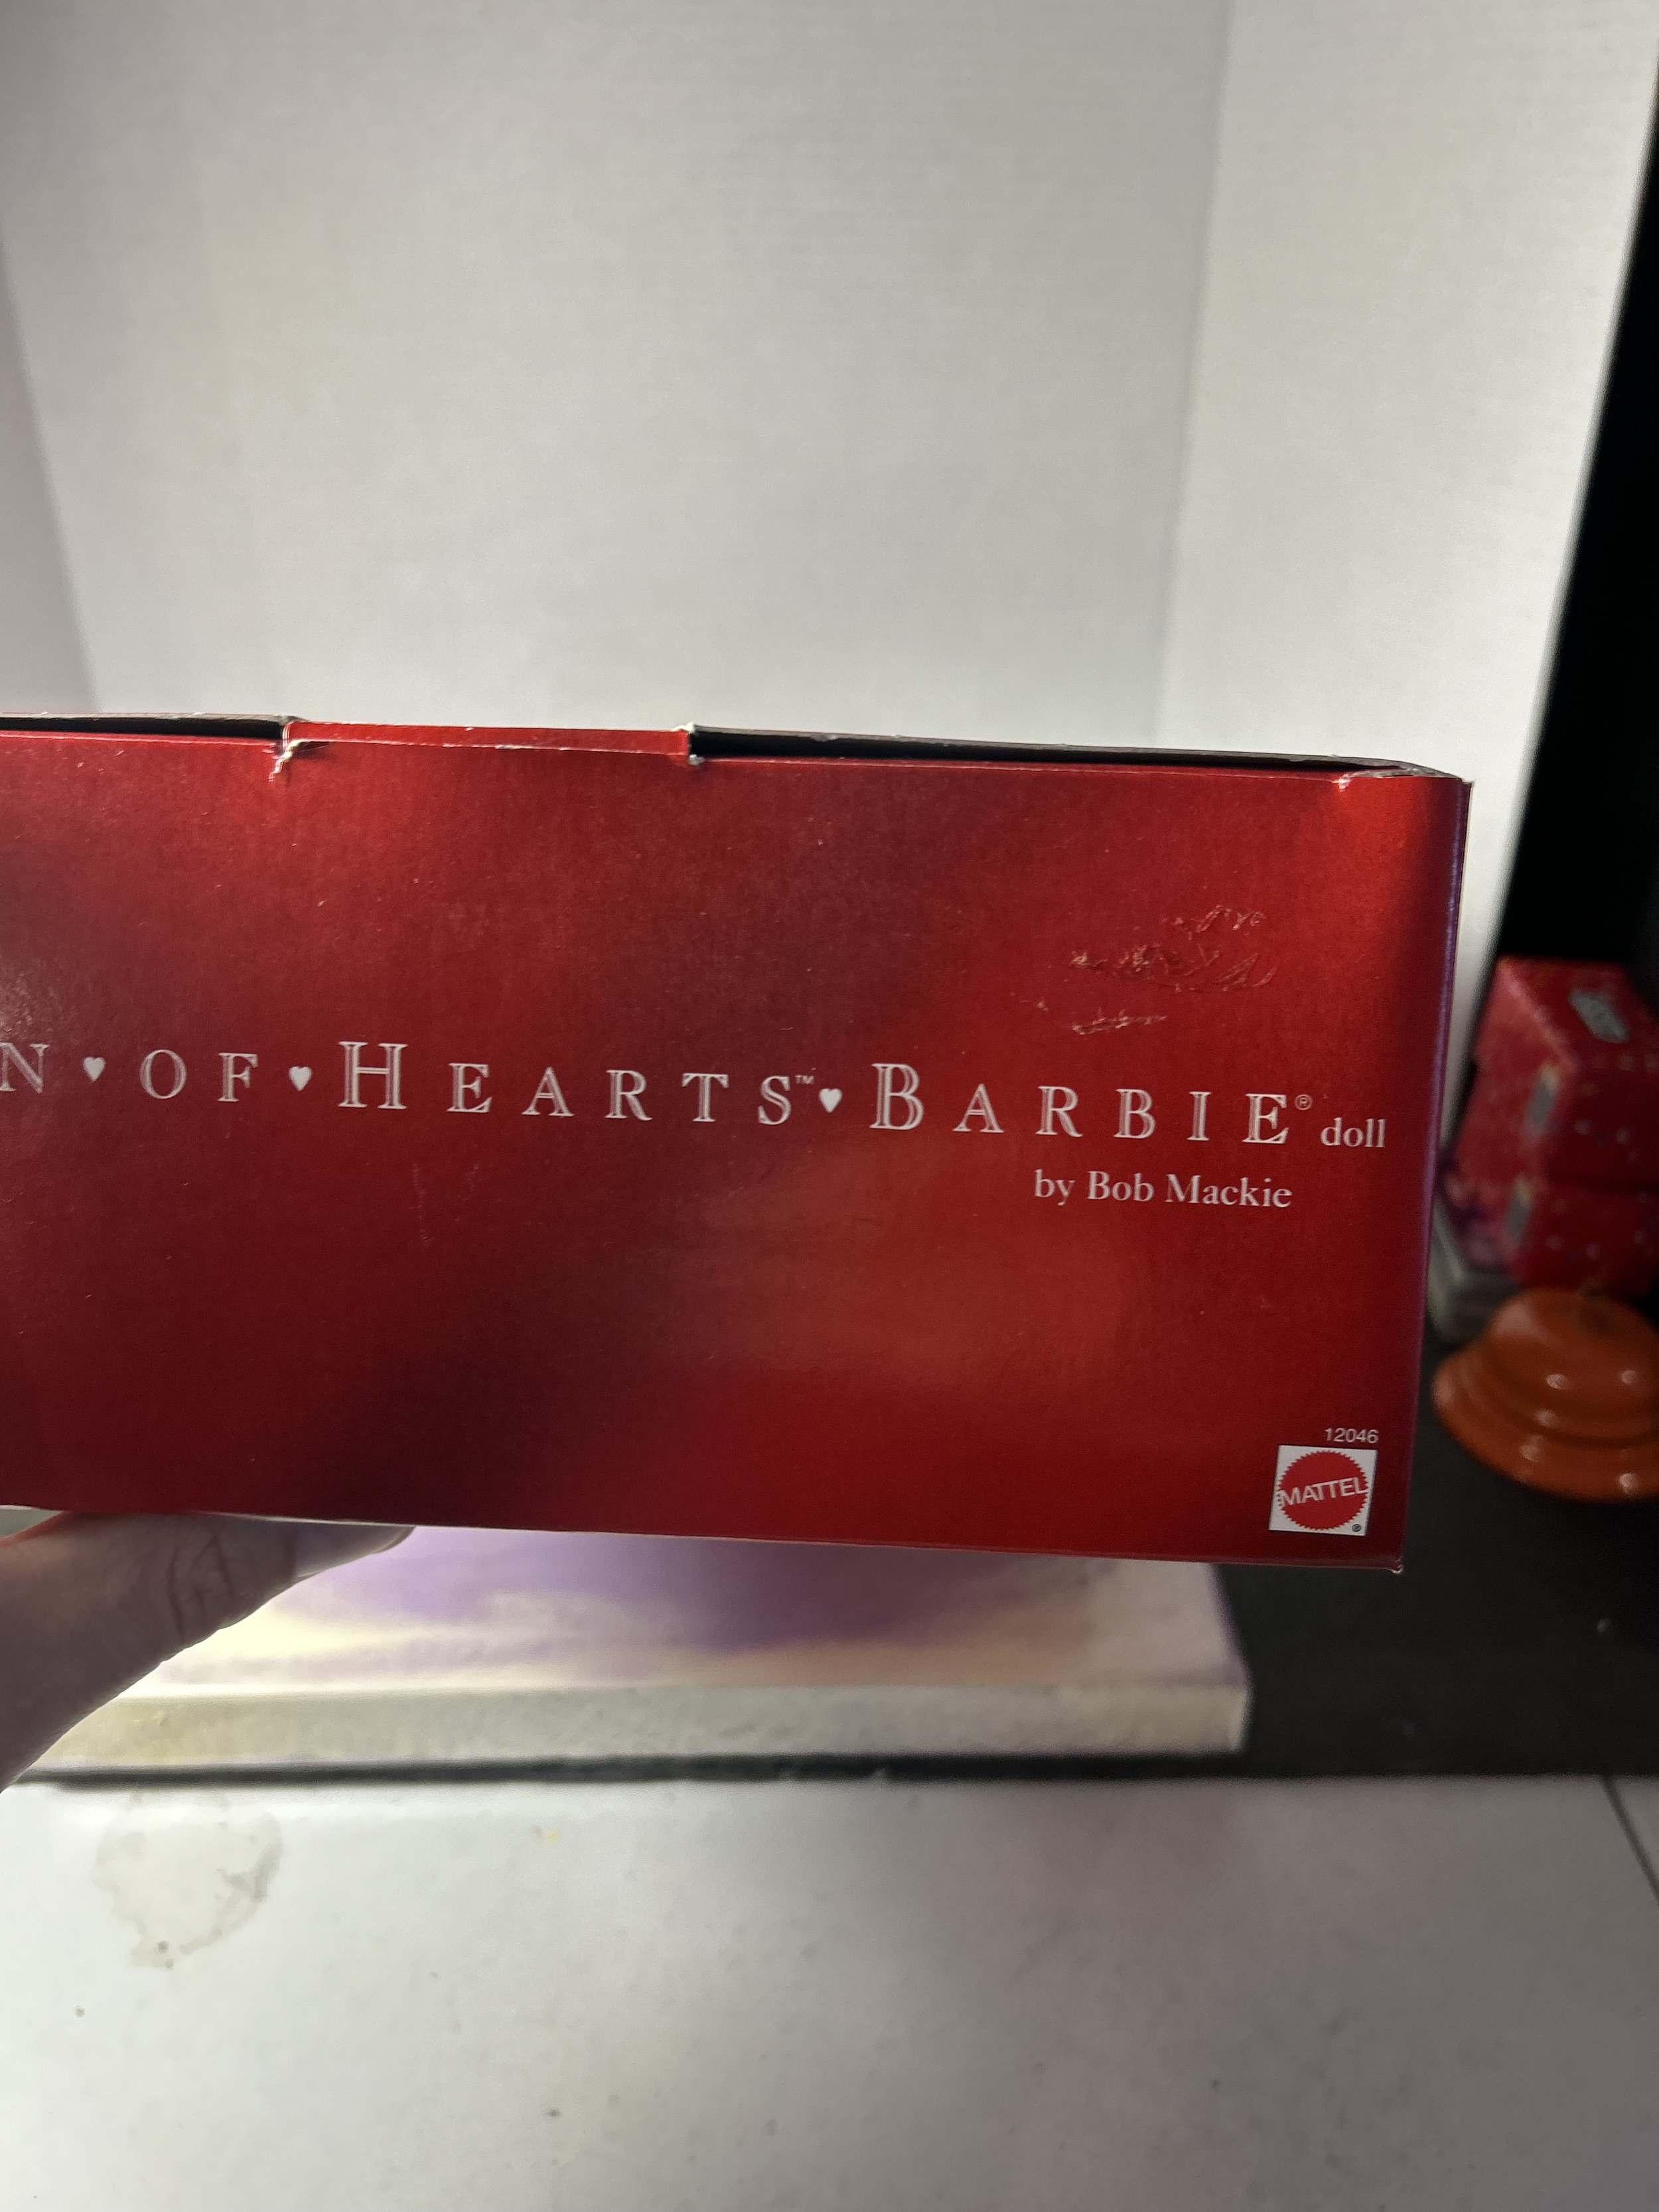 N ♥ OF ♥ HEARTS™ ♥ BARBIE® doll
by Bob Mackie
12046
MATTEL
®